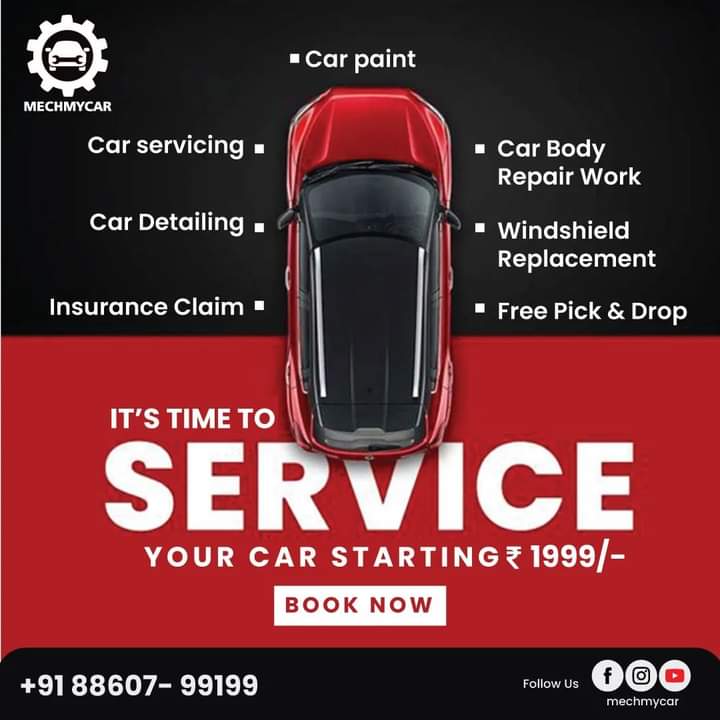 MECHMYCAR
Car paint
Car servicing
Car Detailing
Insurance Claim
Car Body
Repair Work
Windshield
Replacement
Free Pick & Drop
IT'S TIME TO
SERVICE
YOUR CAR STARTING ₹ 1999/-
BOOK NOW
+91 88607- 99199
Follow Us
mechmycar